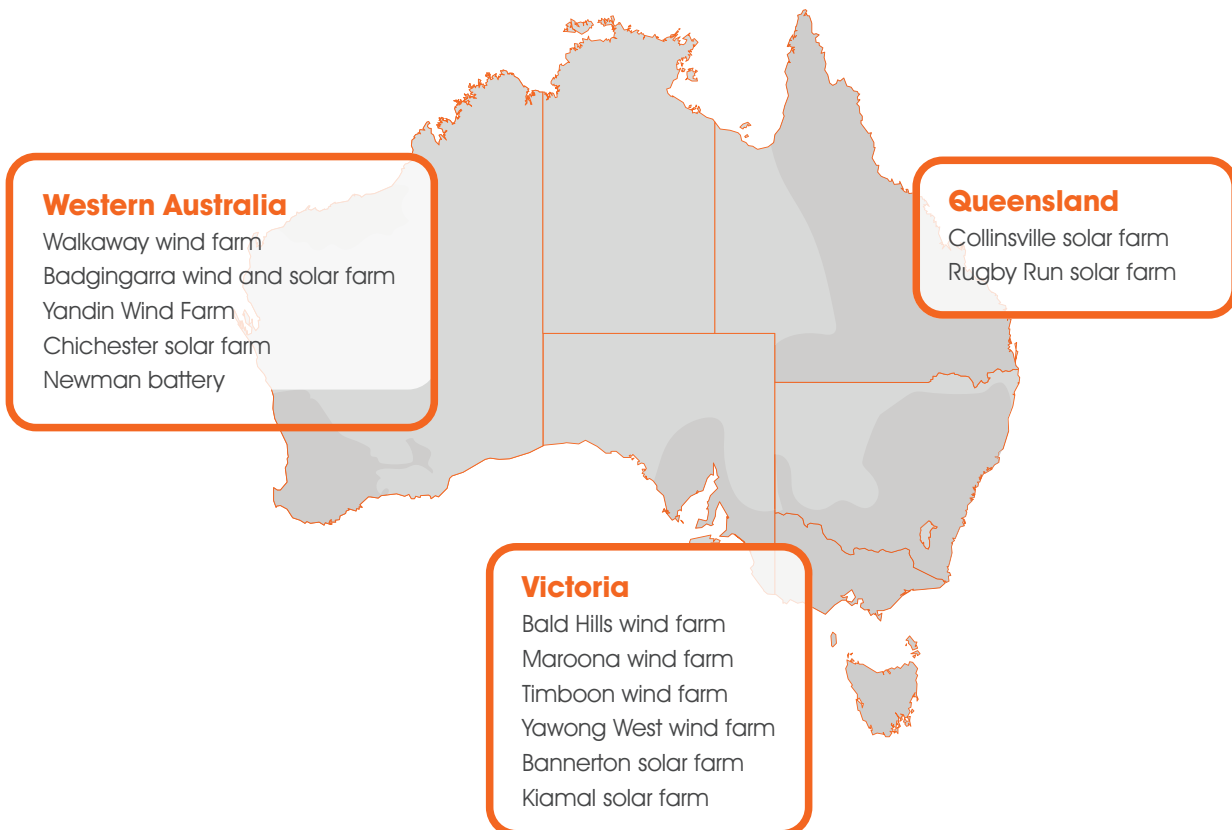 Western Australia
Walkaway wind farm
Badgingarra wind and solar farm
Yandin Wind Farm
Chichester solar farm
Newman battery
Queensland
Collinsville solar farm
Rugby Run solar farm
Victoria
Bald Hills wind farm
Maroona wind farm
Timboon wind farm
Yawong West wind farm
Bannerton solar farm
Kiamal solar farm